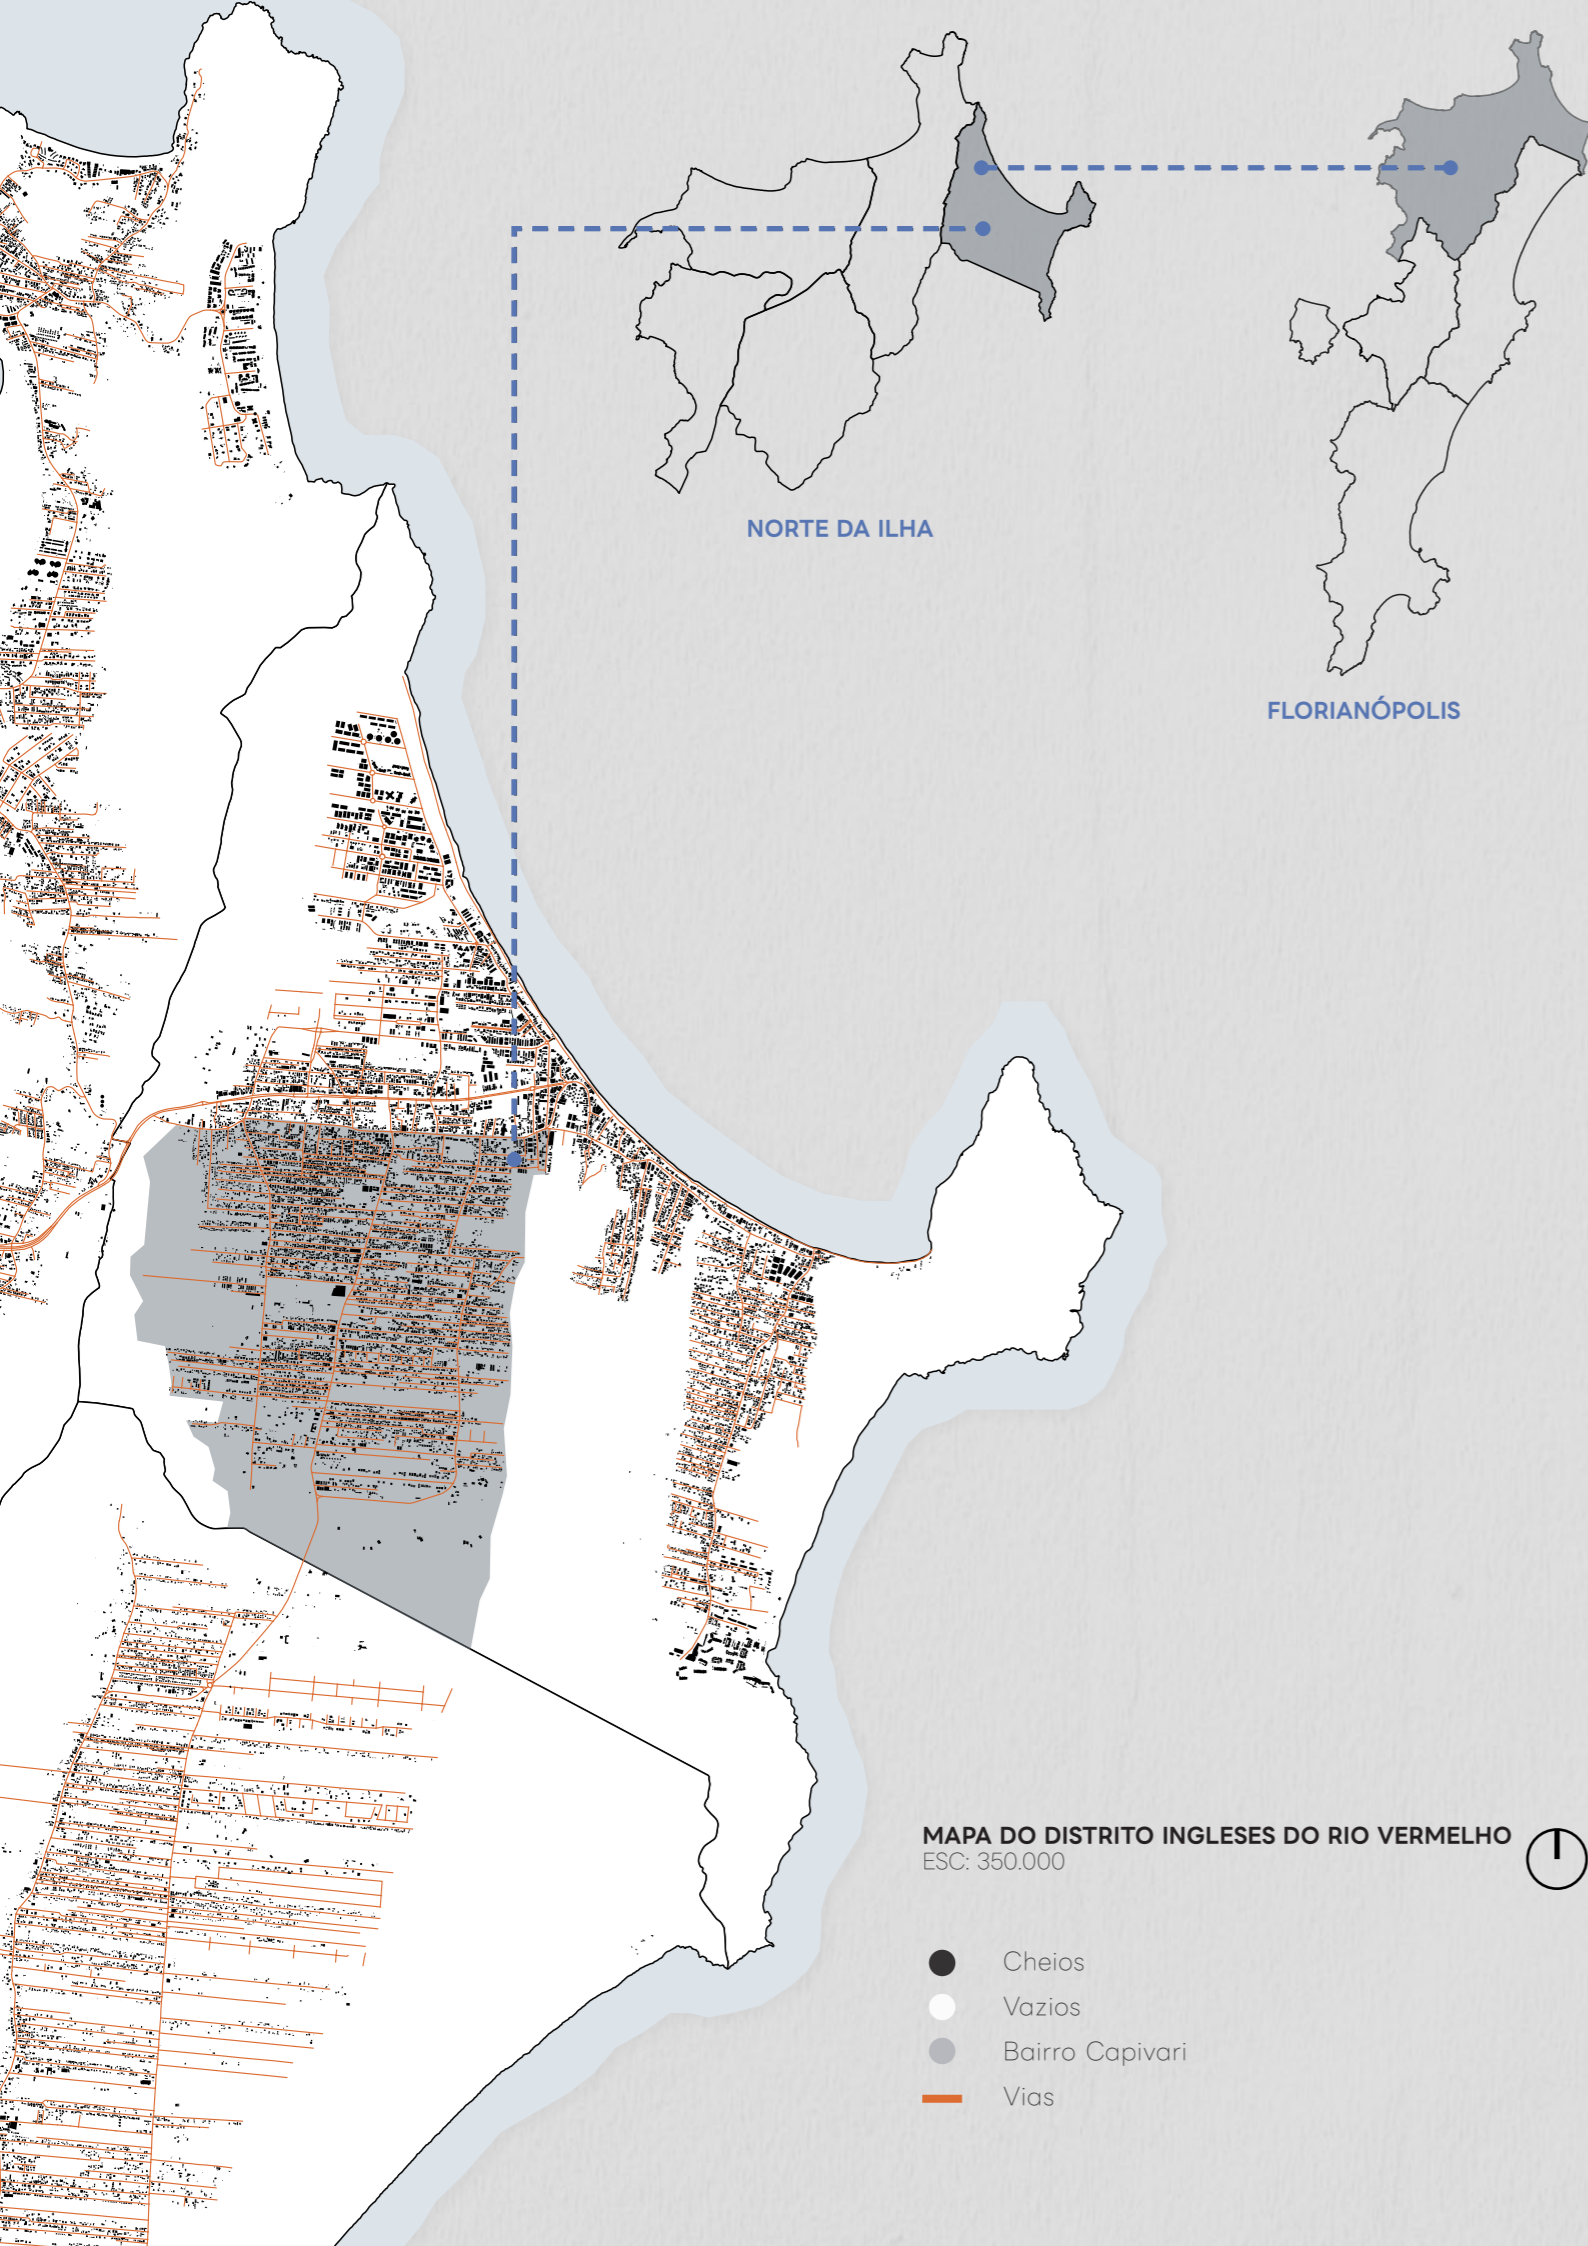 NORTE DA ILHA
FLORIANÓPOLIS
MAPA DO DISTRITO INGLESES DO RIO VERMELHO
ESC: 350.000
Cheios
Vazios
Bairro Capivari
Vias